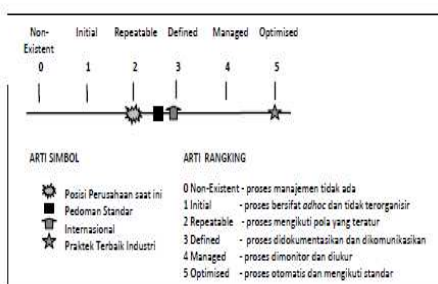 Non-Existent Initial Repeatable Defined Managed Optimised
0 1 2 3 4 5
ARTI SIMBOL
Posisi Perusahaan saat ini
Pedoman Standar
Internasional
Praktek Terbaik Industri
ARTI RANGKING
0 Non-Existent - proses manajemen tidak ada
1 Initial - proses bersifat adhoc dan tidak terorganisir
2 Repeatable - proses mengikuti pola yang teratur
3 Defined - proses didokumentasikan dan dikomunikasikan
4 Managed - proses dimonitor dan diukur
5 Optimised - proses otomatis dan mengikuti standar